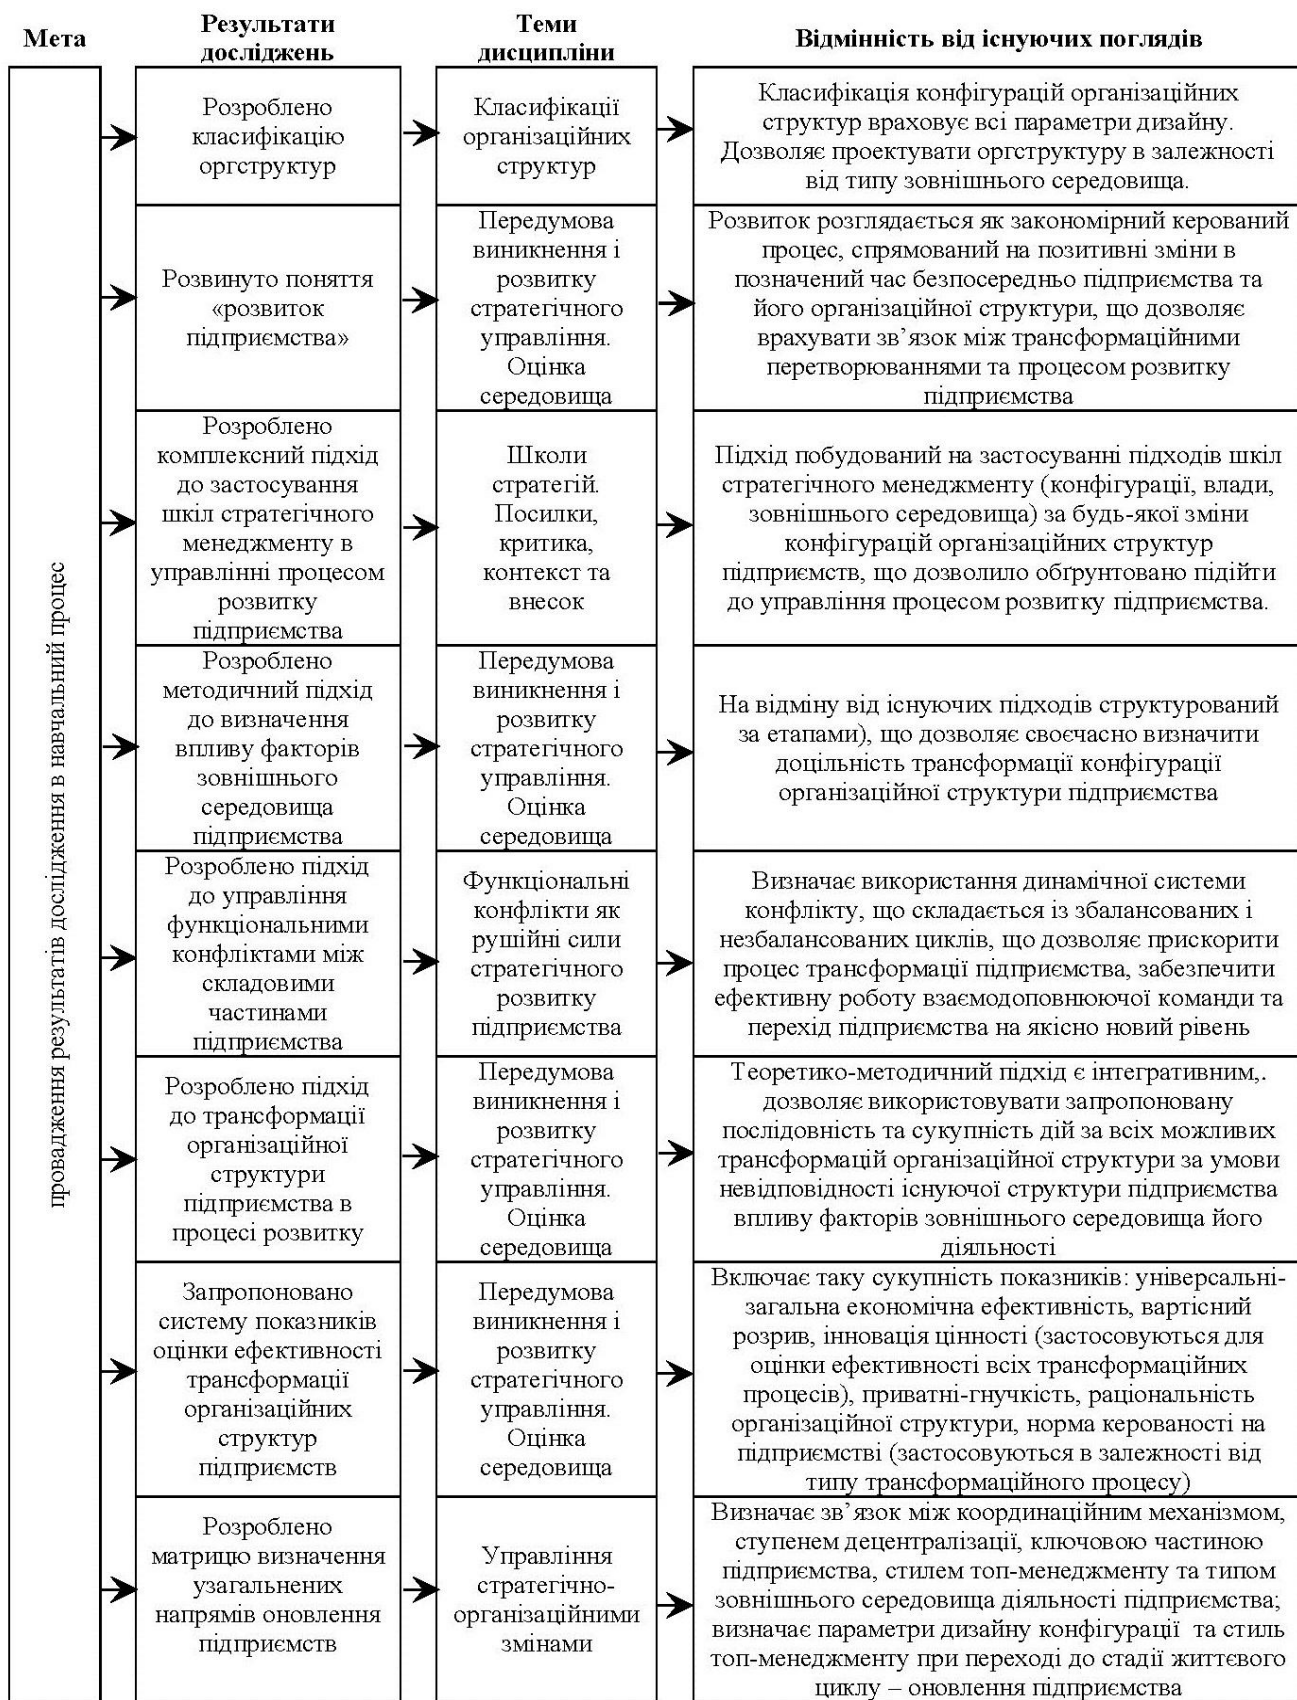 Мета
Результати
досліджень
Теми
дисципліни
Відмінність від існуючих поглядів
провадження результатів дослідження в навчальний процес
Розроблено
класифікацію
оргструктур
Класифікації
організаційних
структур
Класифікація конфігурацій організаційних
структур враховує всі параметри дизайну.
Дозволяє проектувати оргструктуру в залежності
від типу зовнішнього середовища.
Розвинуто поняття
«розвиток
підприємства»
Передумова
виникнення і
розвитку
стратегічного
управління.
Оцінка
середовища
Розвиток розглядається як закономірний керований
процес, спрямований на позитивні зміни в
позначений час безпосередньо підприємства та
його організаційної структури, що дозволяє
врахувати зв’язок між трансформаційними
перетворюваннями та процесом розвитку
підприємства
Розроблено
комплексний підхід
до застосування
шкіл стратегічного
менеджменту в
управлінні процесом
розвитку
підприємства
Школи
стратегій.
Посилки,
критика,
контекст та
внесок
Підхід побудований на застосуванні підходів шкіл
стратегічного менеджменту (конфігурації, влади,
зовнішнього середовища) за будь-якої зміни
конфігурацій організаційних структур
підприємств, що дозволило обґрунтовано підійти
до управління процесом розвитку підприємства.
Розроблено
методичний підхід
до визначення
впливу факторів
зовнішнього
середовища
підприємства
Передумова
виникнення і
розвитку
стратегічного
управління.
Оцінка
середовища
На відміну від існуючих підходів структурований
за етапами), що дозволяє своєчасно визначити
доцільність трансформації конфігурації
організаційної структури підприємства
Розроблено підхід
до управління
функціональними
конфліктами між
складовими
частинами
підприємства
Функціональні
конфлікти як
рушійні сили
стратегічного
розвитку
підприємства
Визначає використання динамічної системи
конфлікту, що складається із збалансованих і
незбалансованих циклів, що дозволяє прискорити
процес трансформації підприємства, забезпечити
ефективну роботу взаємодоповнюючої команди та
перехід підприємства на якісно новий рівень
Розроблено підхід
до трансформації
організаційної
структури
підприємства в
процесі розвитку
Передумова
виникнення і
розвитку
стратегічного
управління.
Оцінка
середовища
Теоретико-методичний підхід є інтегративним,.
дозволяє використовувати запропоновану
послідовність та сукупність дій за всіх можливих
трансформацій організаційної структури за умови
невідповідності існуючої структури підприємства
впливу факторів зовнішнього середовища його
діяльності
Запропоновано
систему показників
оцінки ефективності
трансформації
організаційних
структур
підприємств
Передумова
виникнення і
розвитку
стратегічного
управління.
Оцінка
середовища
Включає таку сукупність показників: універсальні-
загальна економічна ефективність, вартісний
розрив, інновація цінності (застосовуються для
оцінки ефективності всіх трансформаційних
процесів), приватні-гнучкість, раціональність
організаційної структури, норма керованості на
підприємстві (застосовуються в залежності від
типу трансформаційного процесу)
Розроблено
матрицю визначення
узагальнених
напрямів оновлення
підприємств
Управління
стратегічно-
організаційними
змінами
Визначає зв’язок між координаційним механізмом,
ступенем децентралізації, ключовою частиною
підприємства, стилем топ-менеджменту та типом
зовнішнього середовища діяльності підприємства;
визначає параметри дизайну конфігурації та стиль
топ-менеджменту при переході до стадії життєвого
циклу – оновлення підприємства